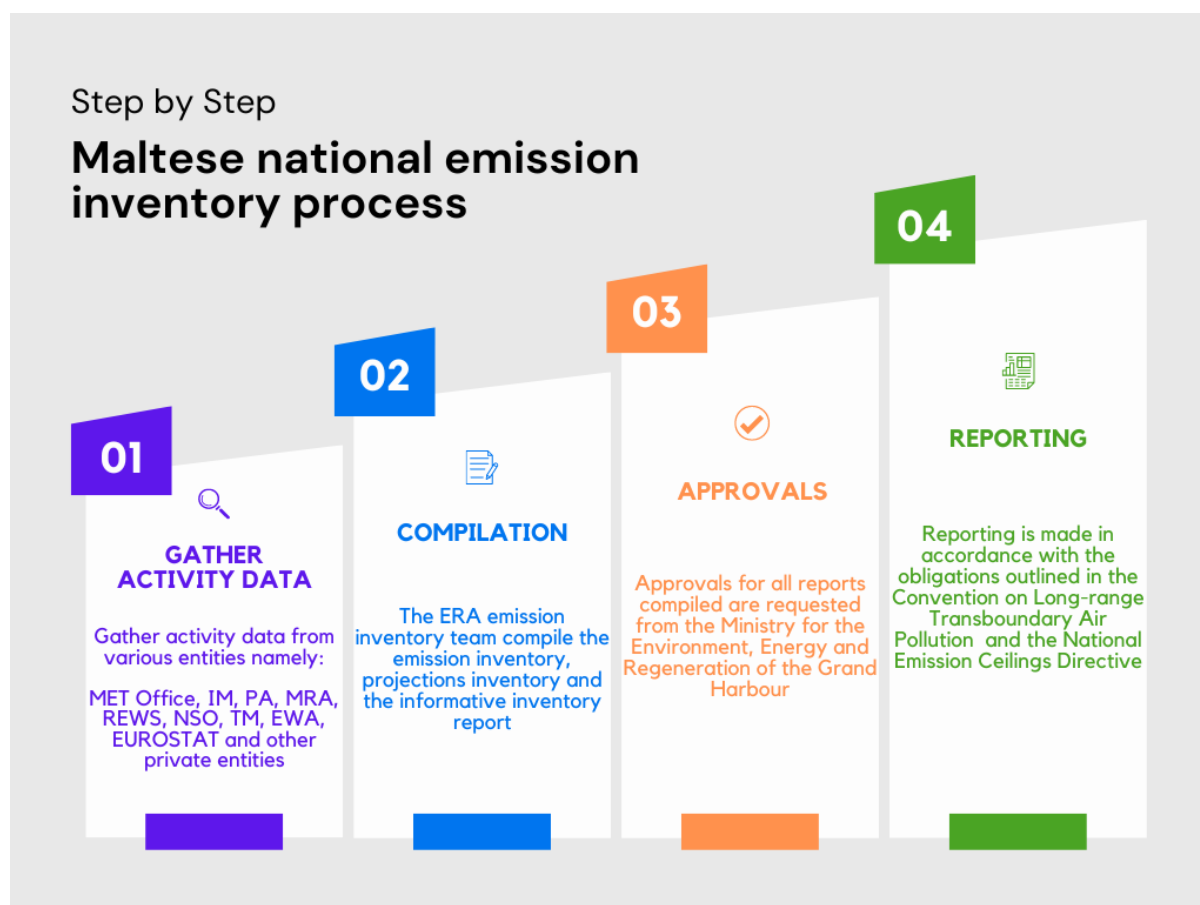 Step by Step
Maltese national emission
inventory process
01
GATHER
ACTIVITY DATA
Gather activity data from
various entities namely:
MET Office, IM, PA, MRA,
REWS, NSO, TM, EWA,
EUROSTAT and other
private entities
02
COMPILATION
The ERA emission
inventory team compile the
emission inventory,
projections inventory and
the informative inventory
report
03
APPROVALS
Approvals for all reports
compiled are requested
from the Ministry for the
Environment, Energy and
Regeneration of the Grand
Harbour
04
REPORTING
Reporting is made in
accordance with the
obligations outlined in the
Convention on Long-range
Transboundary Air
Pollution  and the National
Emission Ceilings Directive